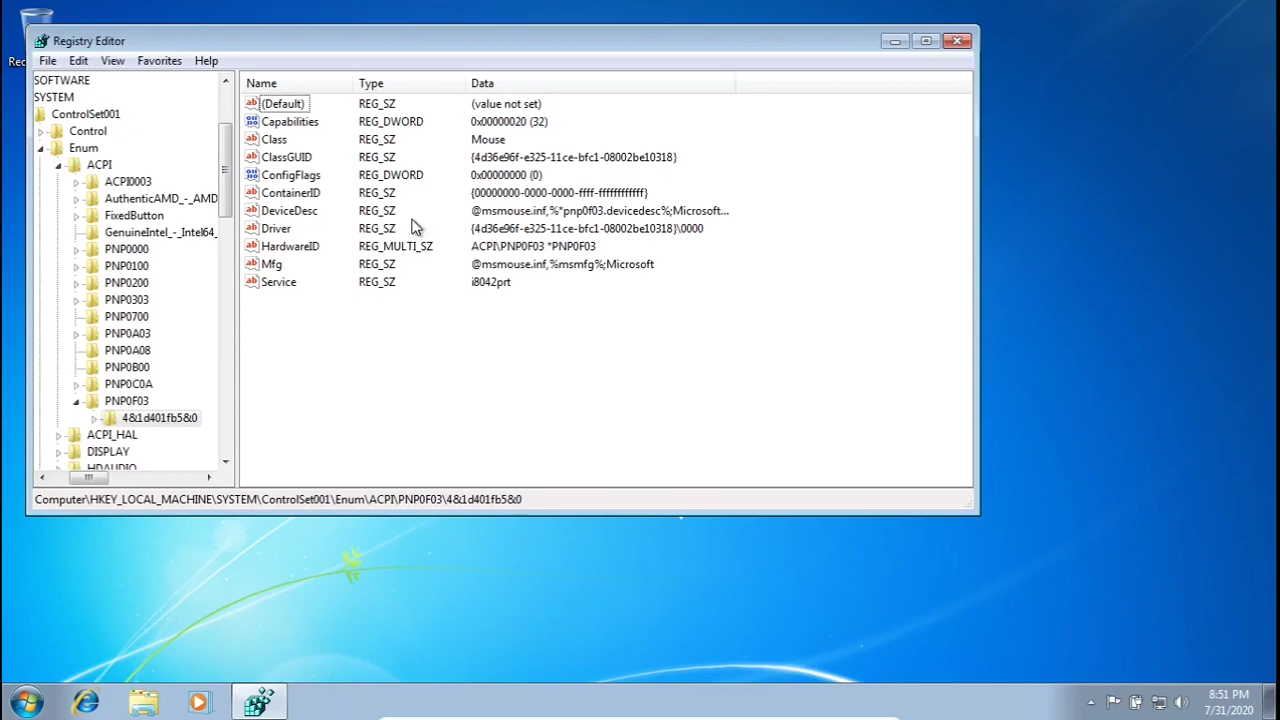 Rec
Registry Editor
File Edit View Favorites Help
SOFTWARE
SYSTEM
ControlSet001
Control
Enum
ACPI
ACPI0003
AuthenticAMD_-_AMD
FixedButton
GenuineIntel_-_Intel64_
PNP0000
PNP0100
PNP0200
PNP0303
PNP0700
PNP0A03
PNP0A08
PNP0B00
PNP0C0A
PNP0F03
4&1d401fb5&0
ACPI_HAL
DISPLAY
HDAUDIO
Name Type Data
(Default) REG_SZ (value not set)
Capabilities REG_DWORD 0x00000020 (32)
Class REG_SZ Mouse
ClassGUID REG_SZ {4d36e96f-e325-11ce-bfc1-08002be10318}
ConfigFlags REG_DWORD 0x00000000 (0)
ContainerID REG_SZ {00000000-0000-0000-ffff-ffffffffffff}
DeviceDesc REG_SZ @msmouse.inf,%*pnp0f03.devicedesc%;Microsoft...
Driver REG_SZ {4d36e96f-e325-11ce-bfc1-08002be10318}\0000
HardwareID REG_MULTI_SZ ACPI\PNP0F03 *PNP0F03
Mfg REG_SZ @msmouse.inf,%msmfg%;Microsoft
Service REG_SZ i8042prt
Computer\HKEY_LOCAL_MACHINE\SYSTEM\ControlSet001\Enum\ACPI\PNP0F03\4&1d401fb5&0
8:51 PM
7/31/2020